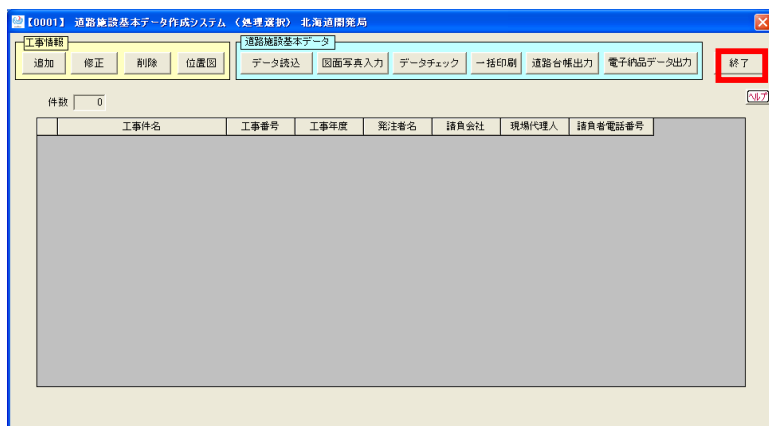 【0001】 道路施設基本データ作成システム （処理選択） 北海道開発局
工事情報
道路施設基本データ
追加 修正 削除 位置図 データ読込 図面写真入力 データチェック 一括印刷 道路台帳出力 電子納品データ出力 終了
件数 0
ヘルプ
工事件名 工事番号 工事年度 発注者名 請負会社 現場代理人 請負者電話番号